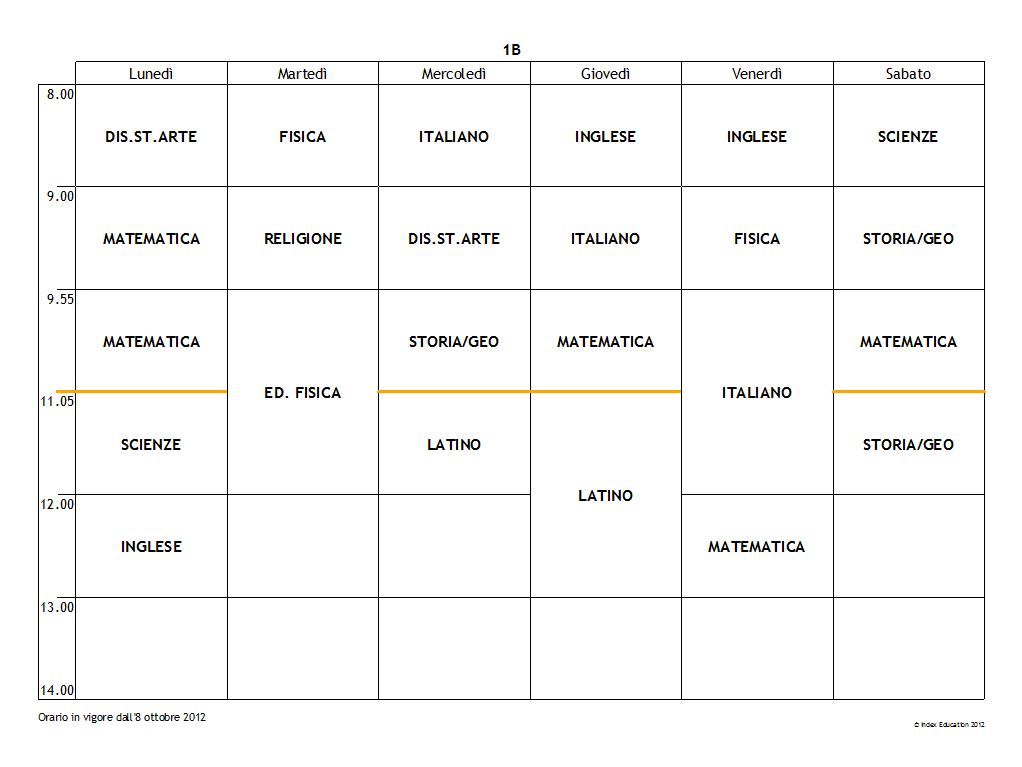 1B
Lunedì Martedì Mercoledì Giovedì Venerdì Sabato
8.00
DIS.ST.ARTE FISICA ITALIANO INGLESE INGLESE SCIENZE
9.00
MATEMATICA RELIGIONE DIS.ST.ARTE ITALIANO FISICA STORIA/GEO
9.55
MATEMATICA STORIA/GEO MATEMATICA MATEMATICA
ED. FISICA ITALIANO
11.05
SCIENZE LATINO STORIA/GEO
LATINO
12.00
INGLESE MATEMATICA
13.00
14.00
Orario in vigore dall'8 ottobre 2012
© Index Education 2012